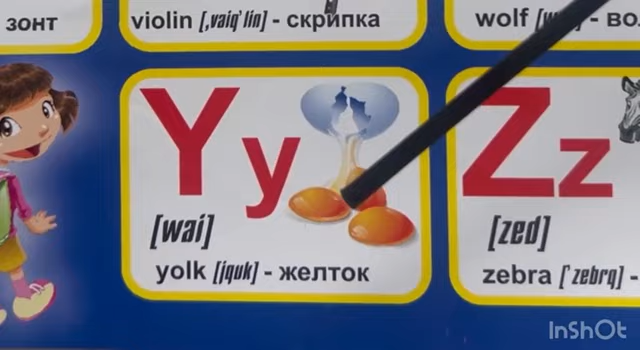 зонт
violin [,vaiq'lin] - скрипка
wolf
Yy
[wai]
yolk [jquk] - желток
Zz
[zed]
zebra ['zebrq] -
InShOt